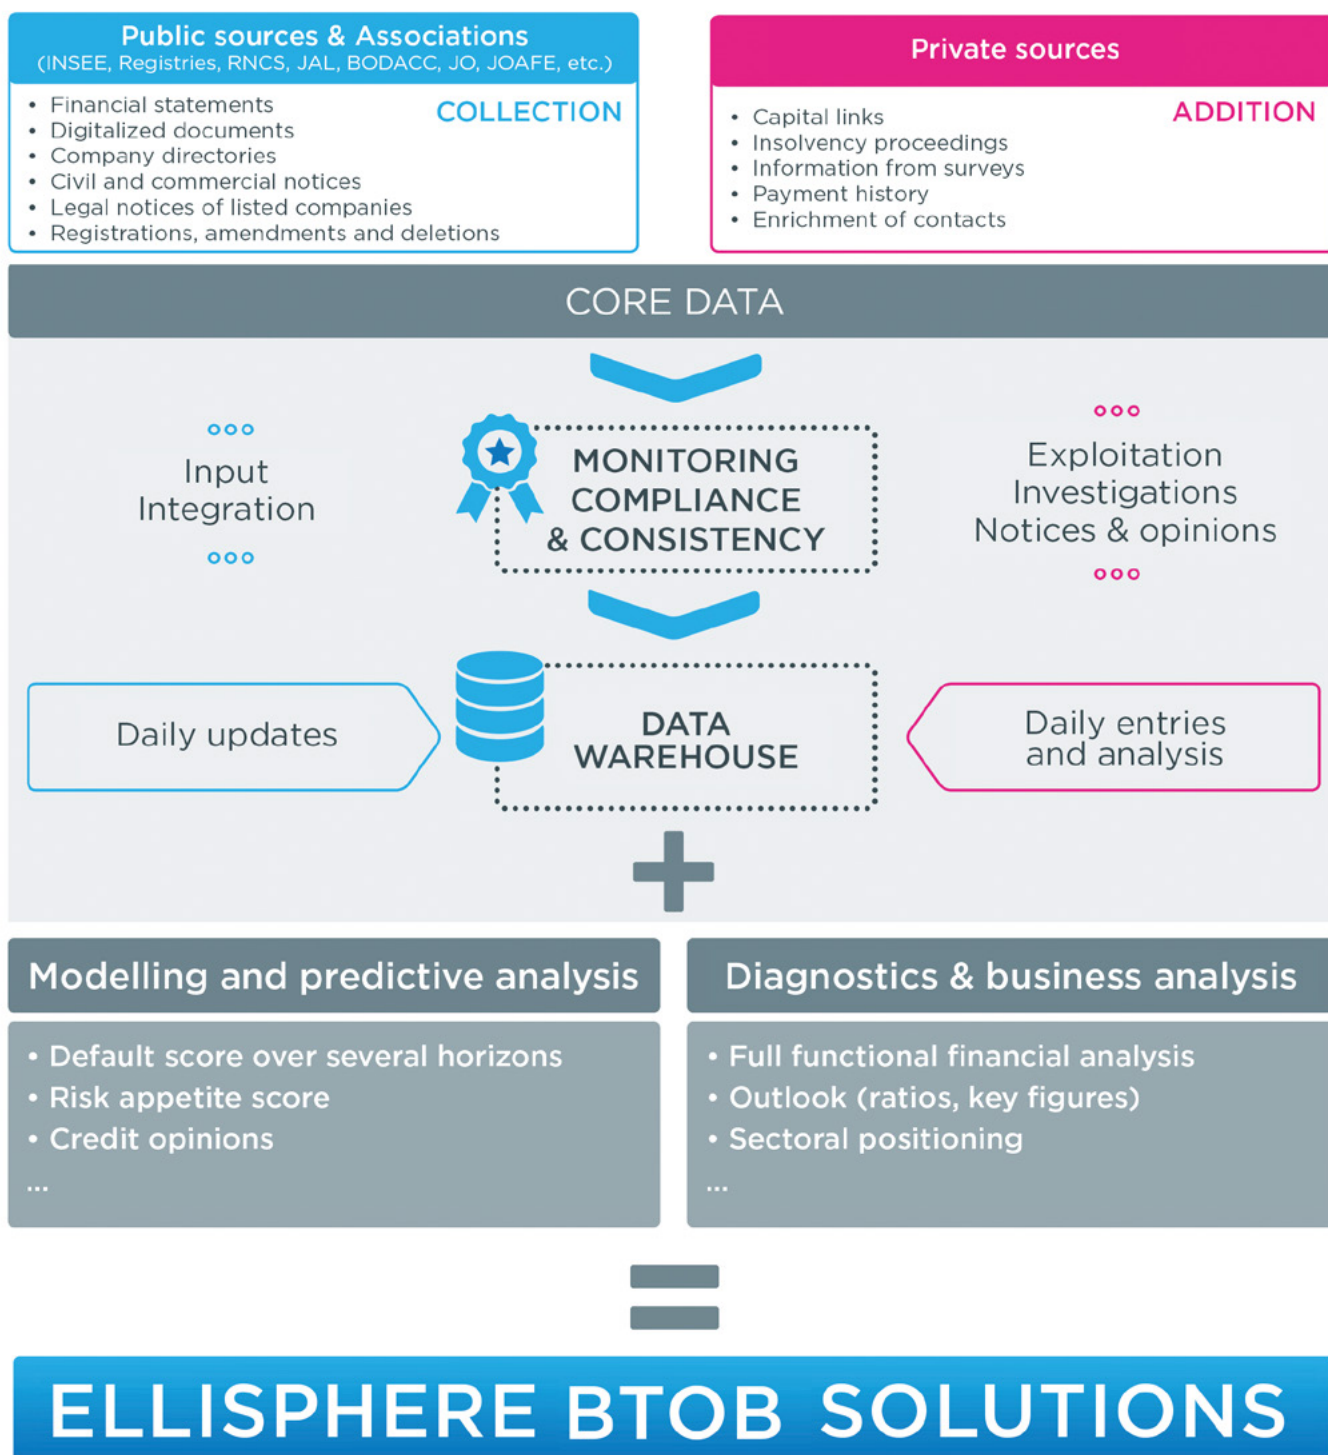 Public sources & Associations
(INSEE, Registries, RNCS, JAL, BODACC, JO, JOAFE, etc.)
COLLECTION
• Financial statements
• Digitalized documents
• Company directories
• Civil and commercial notices
• Legal notices of listed companies
• Registrations, amendments and deletions
Private sources
ADDITION
• Capital links
• Insolvency proceedings
• Information from surveys
• Payment history
• Enrichment of contacts
CORE DATA
Input
Integration
MONITORING
COMPLIANCE
& CONSISTENCY
Exploitation
Investigations
Notices & opinions
Daily updates
DATA
WAREHOUSE
Daily entries
and analysis
Modelling and predictive analysis
• Default score over several horizons
• Risk appetite score
• Credit opinions
...
Diagnostics & business analysis
• Full functional financial analysis
• Outlook (ratios, key figures)
• Sectoral positioning
...
ELLISPHERE BTOB SOLUTIONS